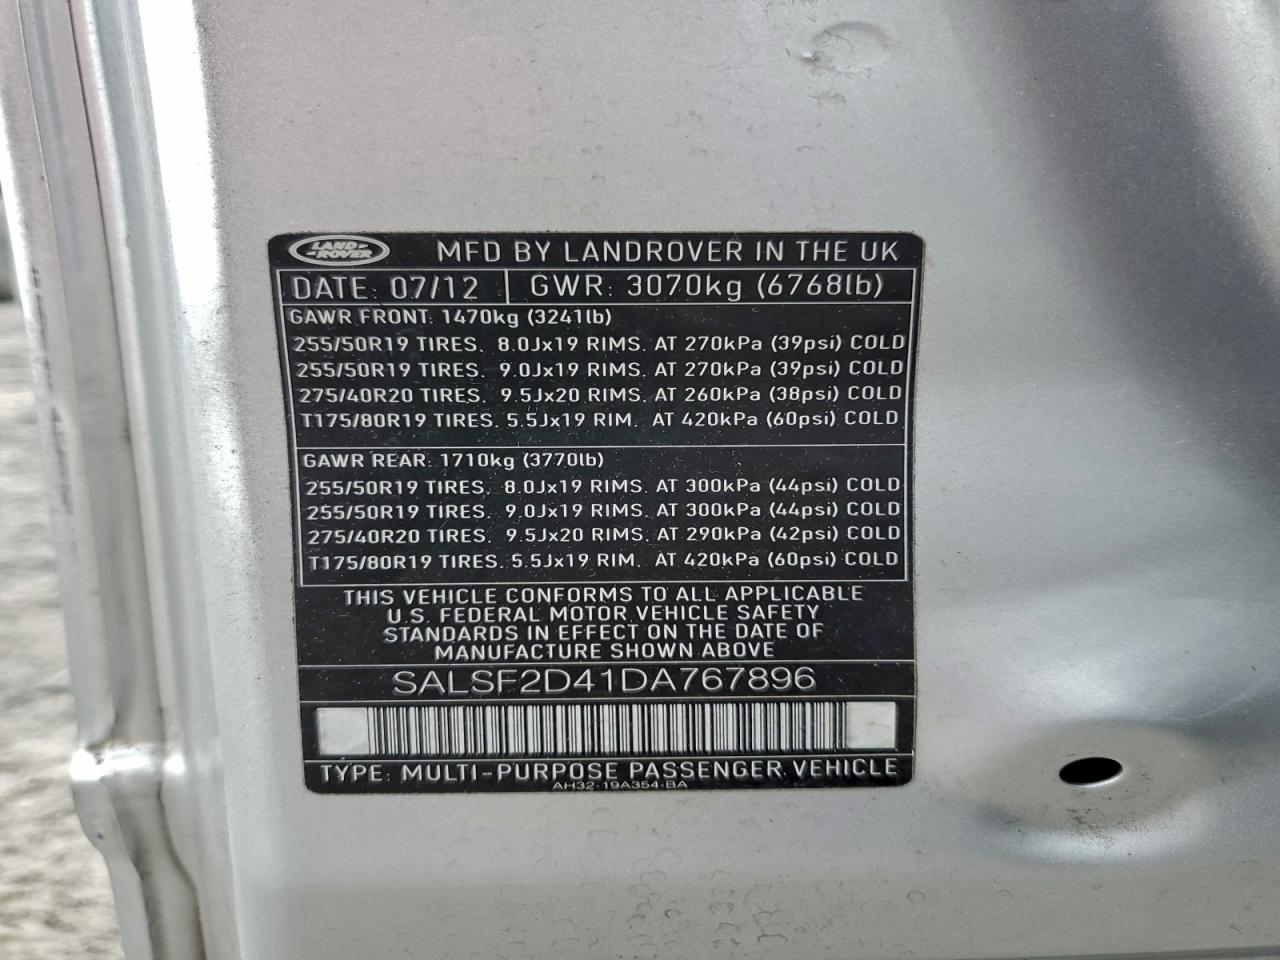 LAND-
-ROVER
MFD BY LANDROVER IN THE UK
DATE: 07/12 GWR: 3070kg (6768lb)
GAWR FRONT: 1470kg (3241lb)
255/50R19 TIRES. 8.0Jx19 RIMS. AT 270kPa (39psi) COLD
255/50R19 TIRES. 9.0Jx19 RIMS. AT 270kPa (39psi) COLD
275/40R20 TIRES. 9.5Jx20 RIMS. AT 260kPa (38psi) COLD
T175/80R19 TIRES. 5.5Jx19 RIM. AT 420kPa (60psi) COLD
GAWR REAR: 1710kg (3770lb)
255/50R19 TIRES. 8.0Jx19 RIMS. AT 300kPa (44psi) COLD
255/50R19 TIRES. 9.0Jx19 RIMS. AT 300kPa (44psi) COLD
275/40R20 TIRES. 9.5Jx20 RIMS. AT 290kPa (42psi) COLD
T175/80R19 TIRES. 5.5Jx19 RIM. AT 420kPa (60psi) COLD
THIS VEHICLE CONFORMS TO ALL APPLICABLE
U.S. FEDERAL MOTOR VEHICLE SAFETY
STANDARDS IN EFFECT ON THE DATE OF
MANUFACTURE SHOWN ABOVE
SALSF2D41DA767896
TYPE: MULTI-PURPOSE PASSENGER VEHICLE
AH32-19A354-BA